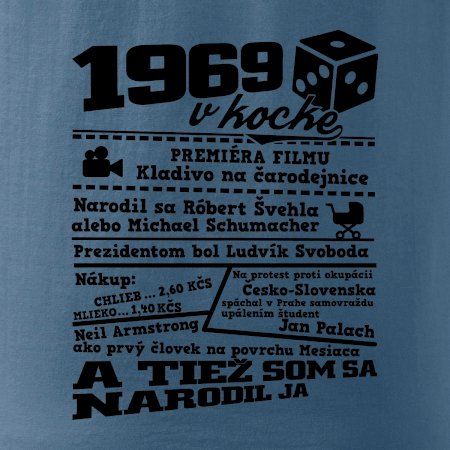 1969
v kocke
PREMIÉRA FILMU
Kladivo na čarodejnice
Narodil sa Róbert Švehla
alebo Michael Schumacher
Prezidentom bol Ludvík Svoboda
Nákup:
CHLIEB ... 2,60 KČS
MLIEKO ... 1,40 KČS
Na protest proti okupácii
Česko-Slovenska
spáchal v Prahe samovraždu
upálením študent
Jan Palach
Neil Armstrong
ako prvý človek na povrchu Mesiaca
A TIEŽ SOM SA
NARODIL JA